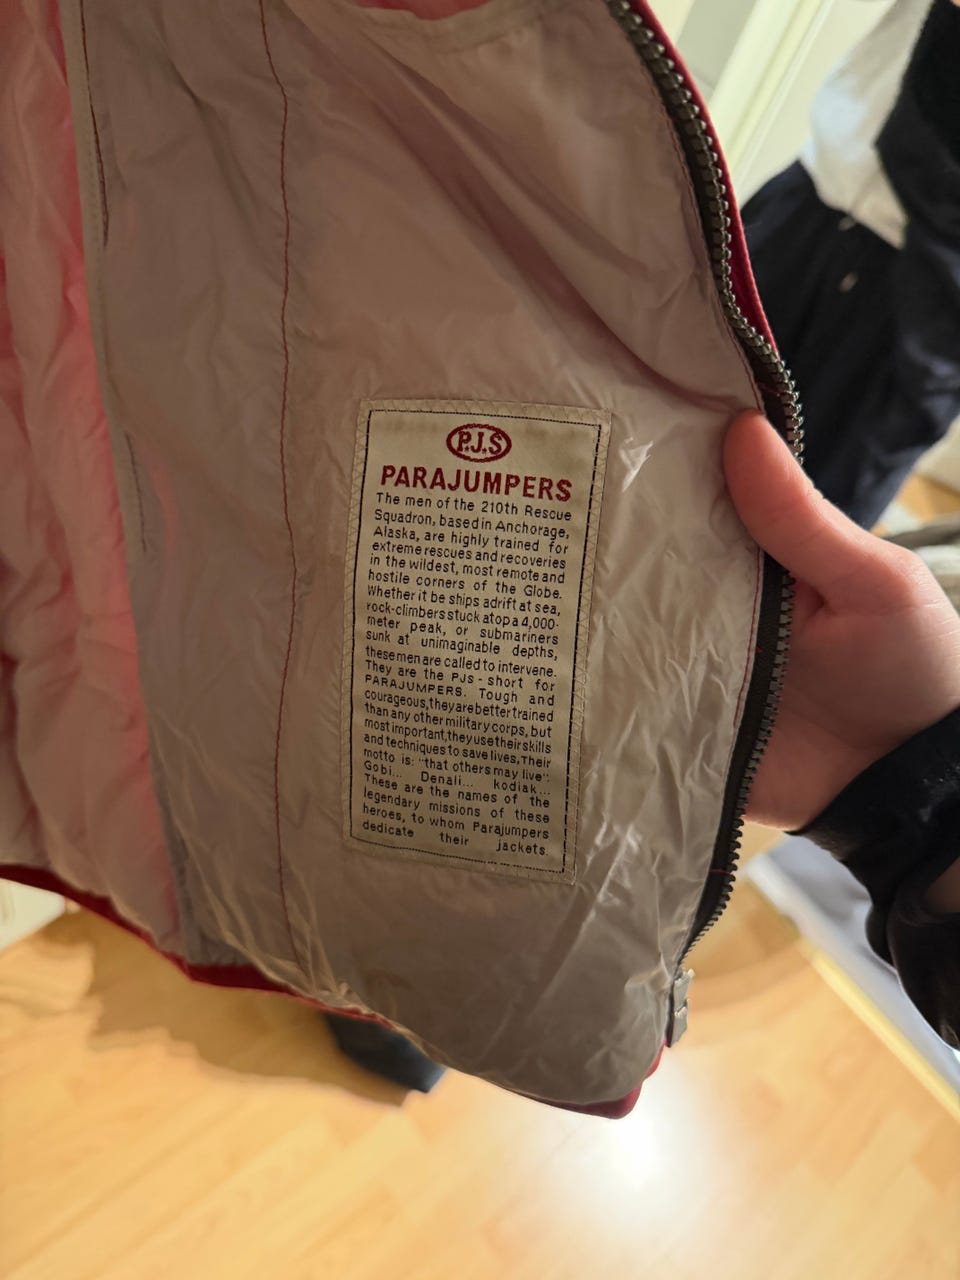 P.J.S
PARAJUMPERS
The men of the 210th Rescue
Squadron, based in Anchorage,
Alaska, are highly trained for
extreme rescues and recoveries
in the wildest, most remote and
hostile corners of the Globe.
Whether it be ships adrift at sea,
rock-climbers stuck atop a 4,000-
meter peak, or submariners
sunk at unimaginable depths,
these men are called to intervene.
They are the PJs - short for
PARAJUMPERS. Tough and
courageous, they are better trained
than any other military corps, but
most important, they use their skills
and techniques to save lives, Their
motto is: "that others may live".
Gobi... Denali... kodiak...
These are the names of the
legendary missions of these
heroes, to whom Parajumpers
dedicate their jackets.